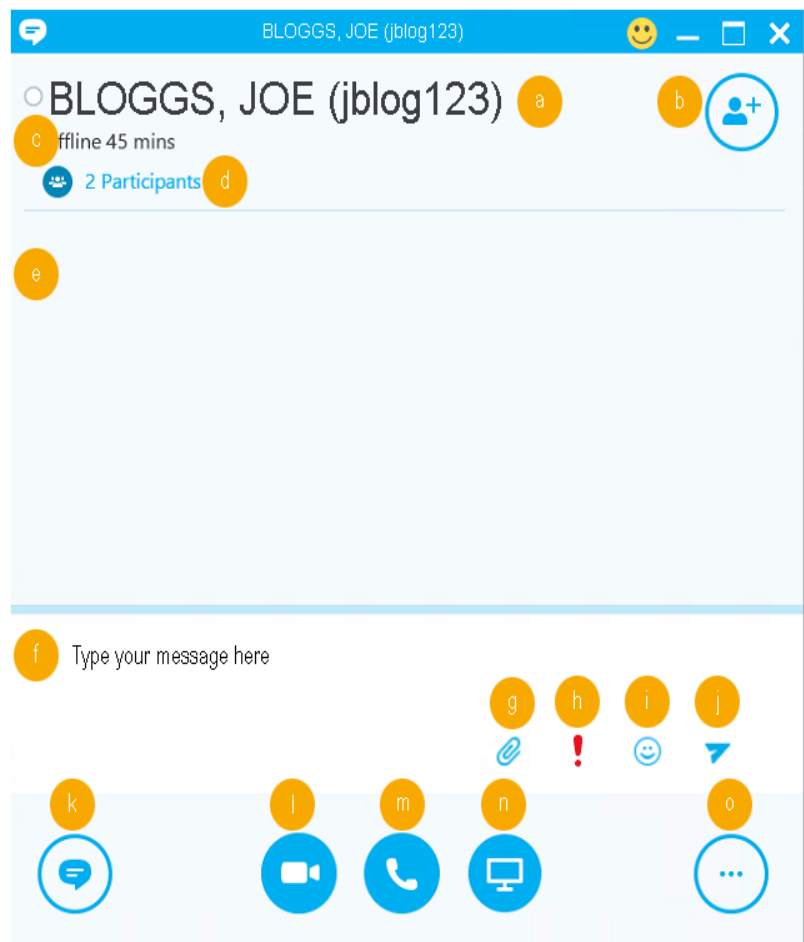 BLOGGS, JOE (jblog123)
BLOGGS, JOE (jblog123) a b
c ffline 45 mins
2 Participants d
e
f Type your message here
g h i j
k l m n o